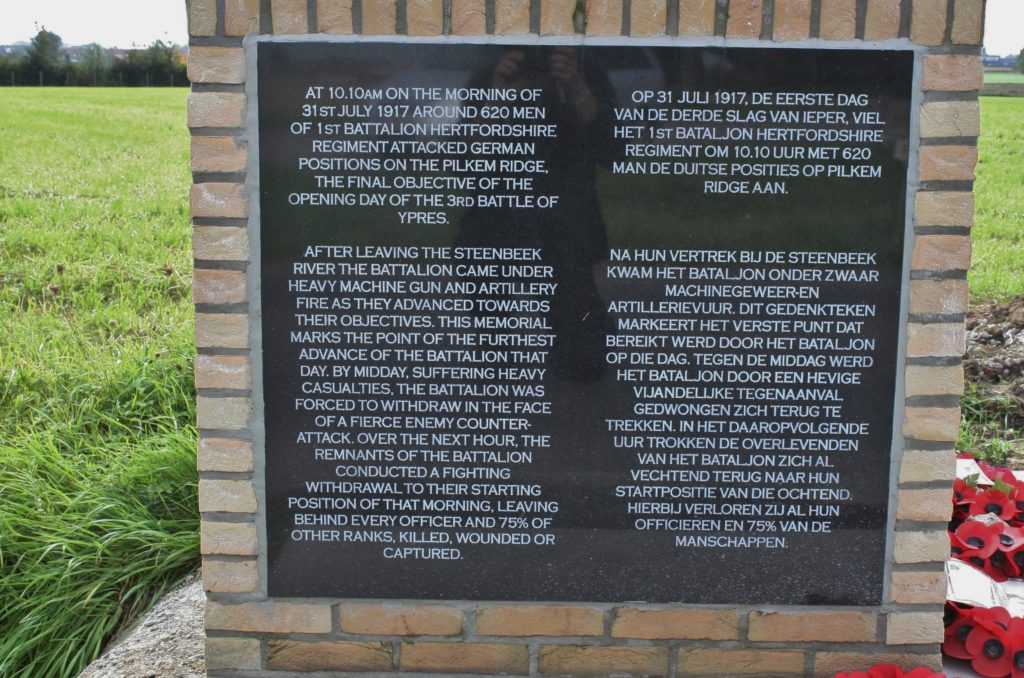 AT 10.10AM ON THE MORNING OF
31ST JULY 1917 AROUND 620 MEN
OF 1ST BATTALION HERTFORDSHIRE
REGIMENT ATTACKED GERMAN
POSITIONS ON THE PILKEM RIDGE,
THE FINAL OBJECTIVE OF THE
OPENING DAY OF THE 3RD BATTLE OF
YPRES.
AFTER LEAVING THE STEENBEEK
RIVER THE BATTALION CAME UNDER
HEAVY MACHINE GUN AND ARTILLERY
FIRE AS THEY ADVANCED TOWARDS
THEIR OBJECTIVES. THIS MEMORIAL
MARKS THE POINT OF THE FURTHEST
ADVANCE OF THE BATTALION THAT
DAY. BY MIDDAY, SUFFERING HEAVY
CASUALTIES, THE BATTALION WAS
FORCED TO WITHDRAW IN THE FACE
OF A FIERCE ENEMY COUNTER-
ATTACK. OVER THE NEXT HOUR, THE
REMNANTS OF THE BATTALION
CONDUCTED A FIGHTING
WITHDRAWAL TO THEIR STARTING
POSITION OF THAT MORNING, LEAVING
BEHIND EVERY OFFICER AND 75% OF
OTHER RANKS, KILLED, WOUNDED OR
CAPTURED.
OP 31 JULI 1917, DE EERSTE DAG
VAN DE DERDE SLAG VAN IEPER, VIEL
HET 1ST BATALJON HERTFORDSHIRE
REGIMENT OM 10.10 UUR MET 620
MAN DE DUITSE POSITIES OP PILKEM
RIDGE AAN.
NA HUN VERTREK BIJ DE STEENBEEK
KWAM HET BATALJON ONDER ZWAAR
MACHINEGEWEER-EN
ARTILLERIEVUUR. DIT GEDENKTEKEN
MARKEERT HET VERSTE PUNT DAT
BEREIKT WERD DOOR HET BATALJON
OP DIE DAG. TEGEN DE MIDDAG WERD
HET BATALJON DOOR EEN HEVIGE
VIJANDELIJKE TEGENAANVAL
GEDWONGEN ZICH TERUG TE
TREKKEN. IN HET DAAROPVOLGENDE
UUR TROKKEN DE OVERLEVENDEN
VAN HET BATALJON ZICH AL
VECHTEND TERUG NAAR HUN
STARTPOSITIE VAN DIE OCHTEND.
HIERBIJ VERLOREN ZIJ AL HUN
OFFICIEREN EN 75% VAN DE
MANSCHAPPEN.